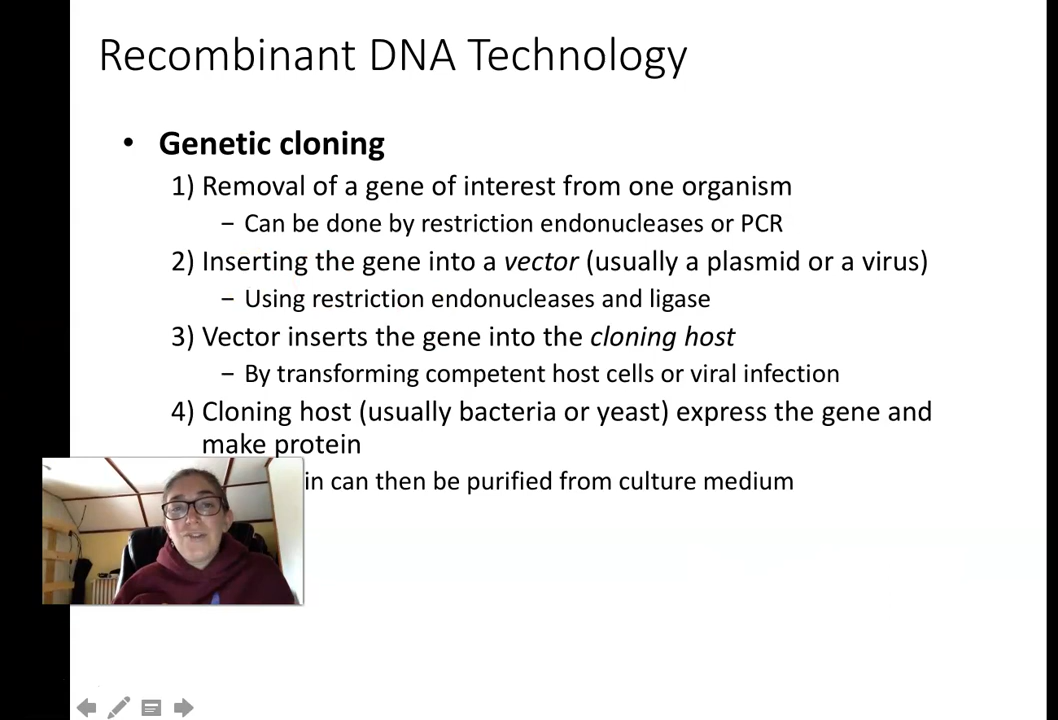 Recombinant DNA Technology
• Genetic cloning
1) Removal of a gene of interest from one organism
– Can be done by restriction endonucleases or PCR
2) Inserting the gene into a vector (usually a plasmid or a virus)
– Using restriction endonucleases and ligase
3) Vector inserts the gene into the cloning host
– By transforming competent host cells or viral infection
4) Cloning host (usually bacteria or yeast) express the gene and
make protein
can then be purified from culture medium